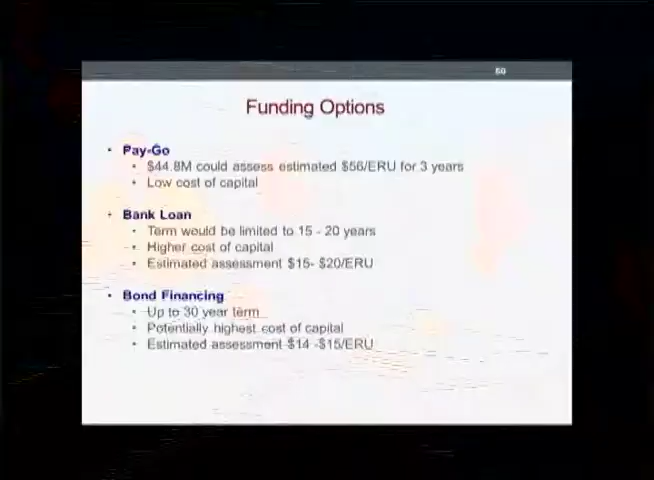 60
Funding Options
• Pay-Go
• $44.8M could assess estimated $56/ERU for 3 years
• Low cost of capital
• Bank Loan
• Term would be limited to 15 - 20 years
• Higher cost of capital
• Estimated assessment $15- $20/ERU
• Bond Financing
• Up to 30 year term
• Potentially highest cost of capital
• Estimated assessment $14 -$15/ERU